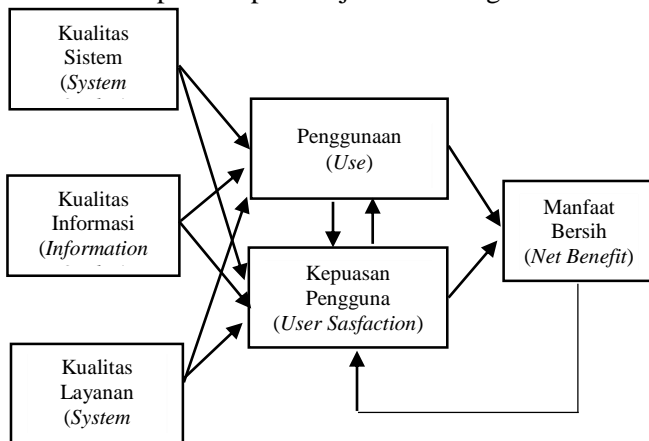 Kualitas
Sistem
(System
Penggunaan
(Use)
Kualitas
Informasi
(Information
Manfaat
Bersih
(Net Benefit)
Kepuasan
Pengguna
(User Sasfaction)
Kualitas
Layanan
(System